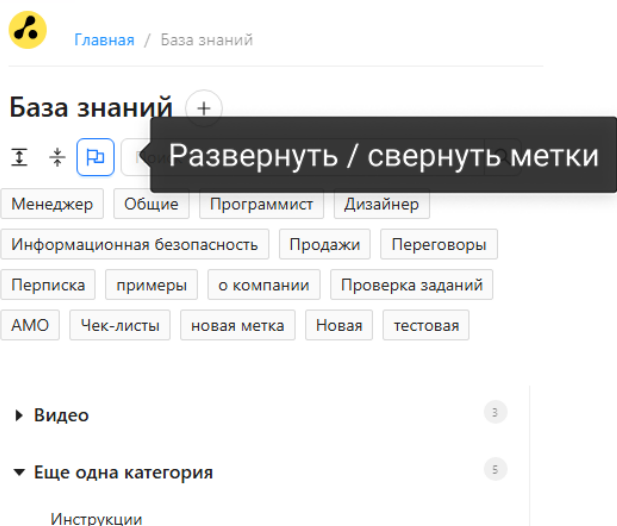 Главная / База знаний
База знаний +
Развернуть / свернуть метки
Менеджер Общие Программист Дизайнер
Информационная безопасность Продажи Переговоры
Перписка примеры о компании Проверка заданий
АМО Чек-листы новая метка Новая тестовая
Видео 3
Еще одна категория 5
Инструкции